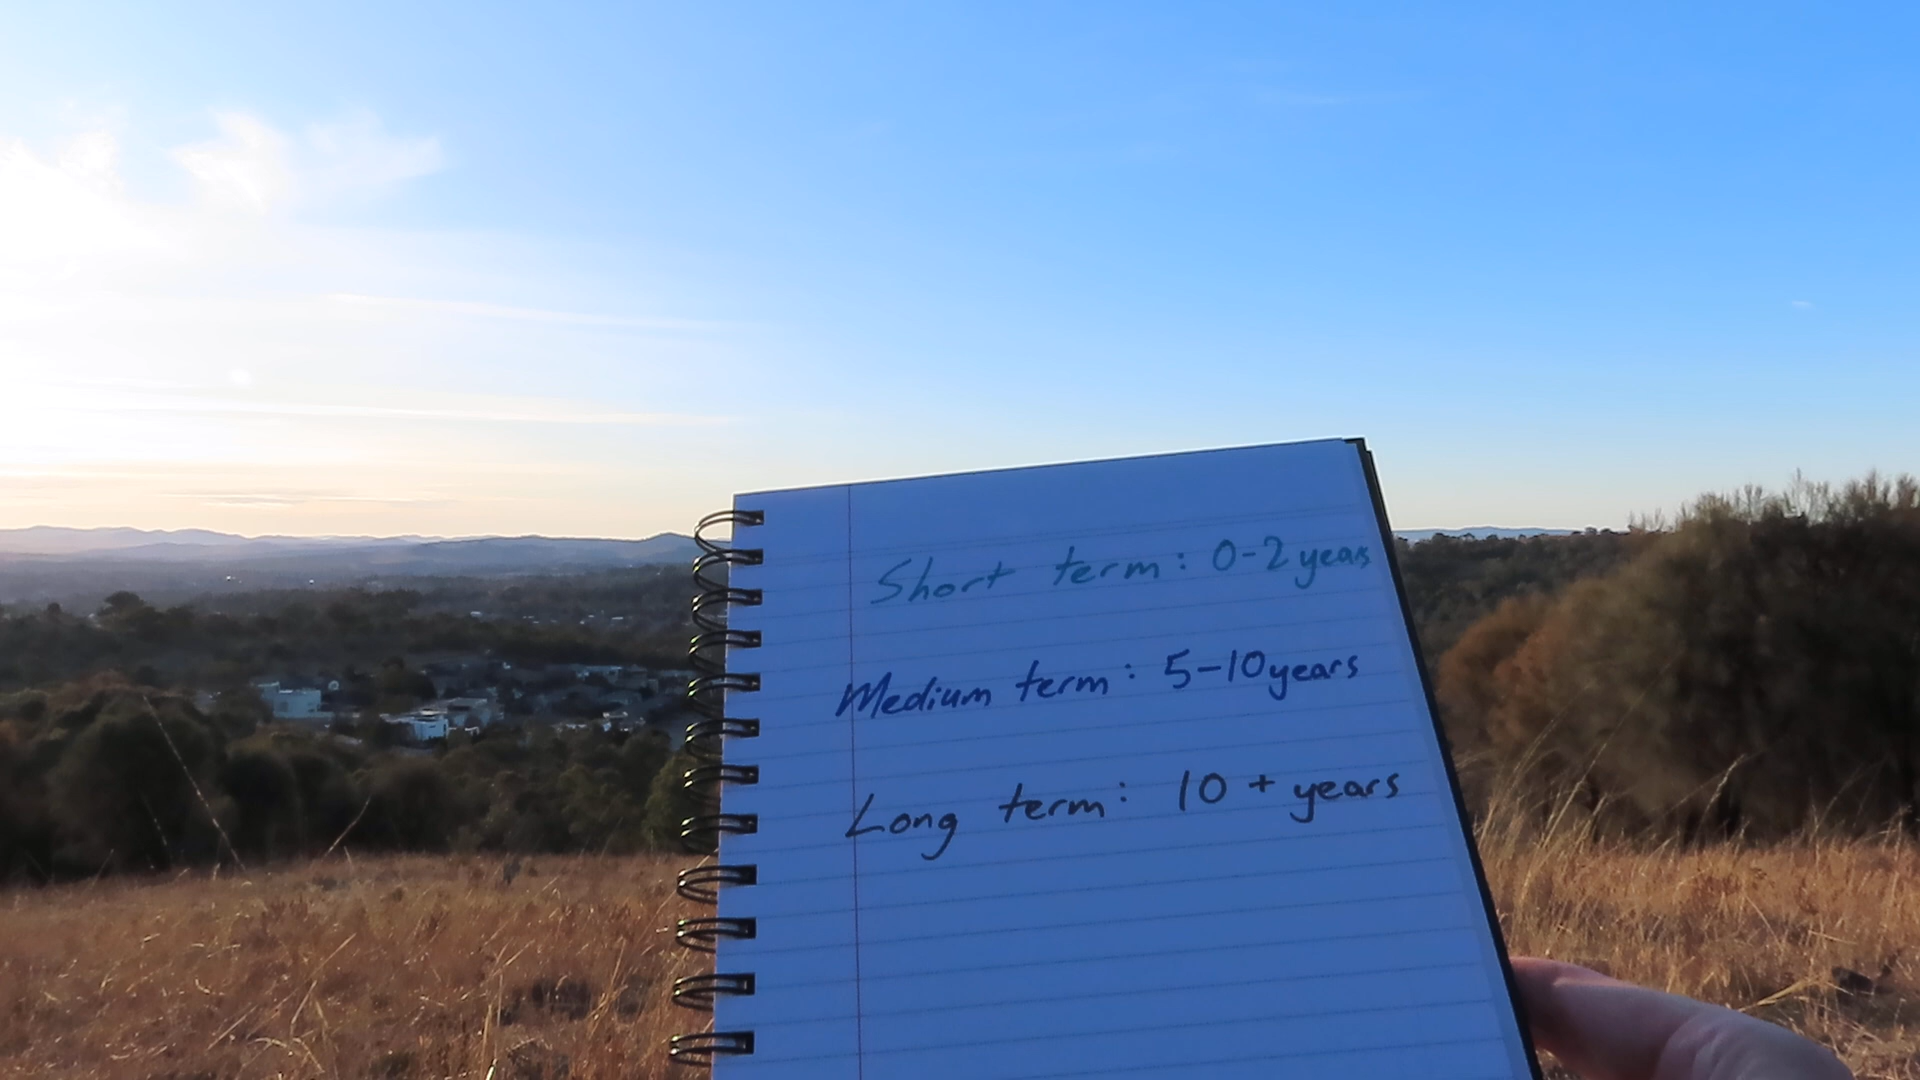 Short term: 0-2 years
Medium term: 5-10 years
Long term: 10+ years